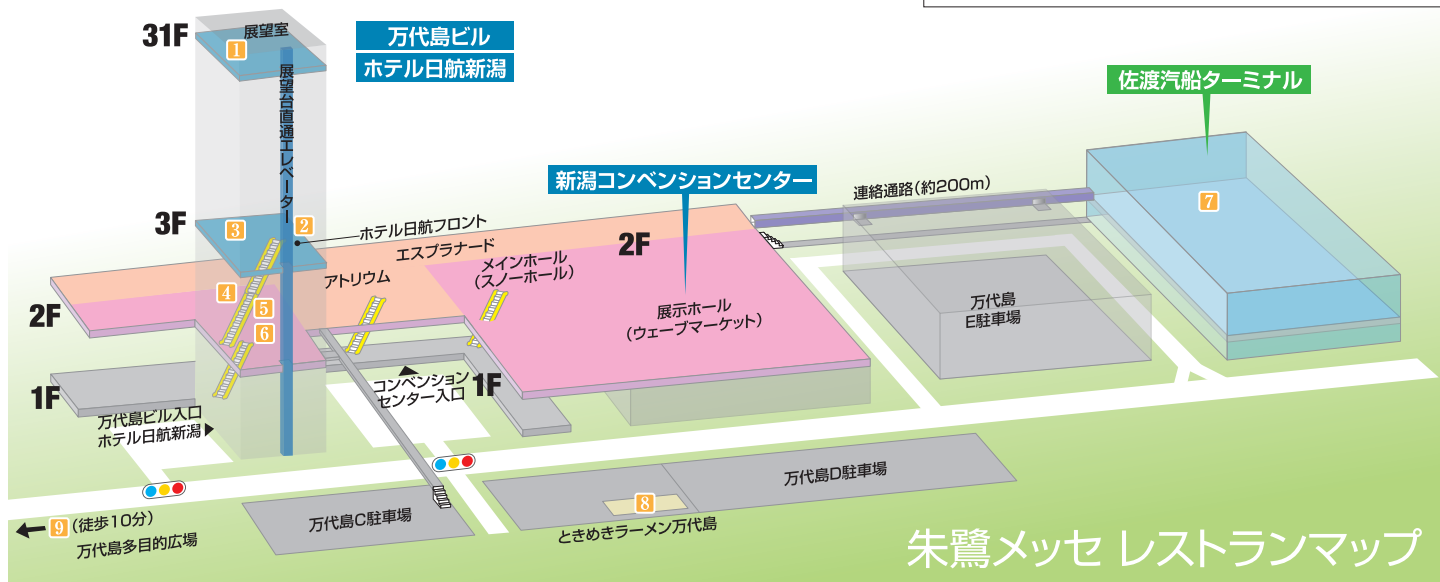 31F
展望室
1
万代島ビル
ホテル日航新潟
展望台直通エレベーター
佐渡汽船ターミナル
新潟コンベンションセンター
連絡通路(約200m)
7
3F
3
2
ホテル日航フロント
エスプラナード
2F
メインホール
(スノーホール)
アトリウム
4
5
6
2F
展示ホール
(ウェーブマーケット)
万代島
E駐車場
1F
コンベンション
センター入口
1F
万代島ビル入口
ホテル日航新潟
万代島D駐車場
8
ときめきラーメン万代島
万代島C駐車場
9 (徒歩10分)
万代島多目的広場
朱鷺メッセ レストランマップ